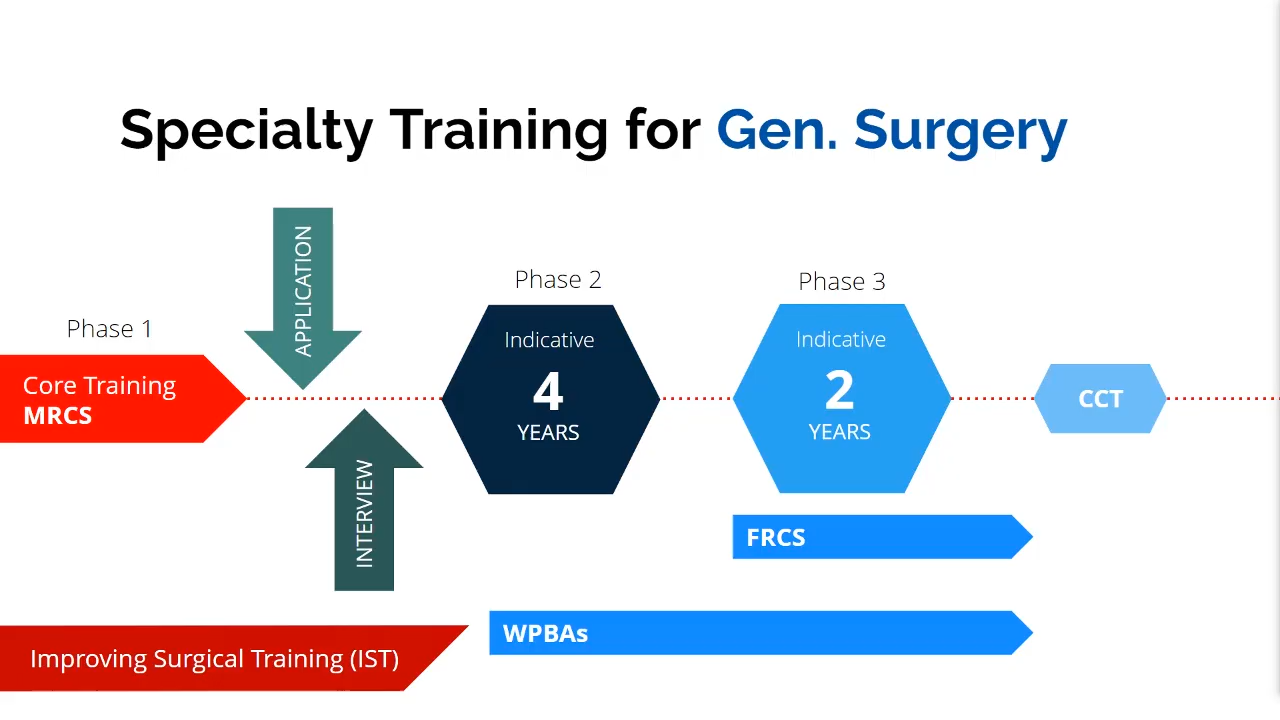 Specialty Training for Gen. Surgery
APPLICATION
Phase 1
Core Training
MRCS
INTERVIEW
Phase 2
Indicative
4
YEARS
Phase 3
Indicative
2
YEARS
CCT
FRCS
WPBAs
Improving Surgical Training (IST)